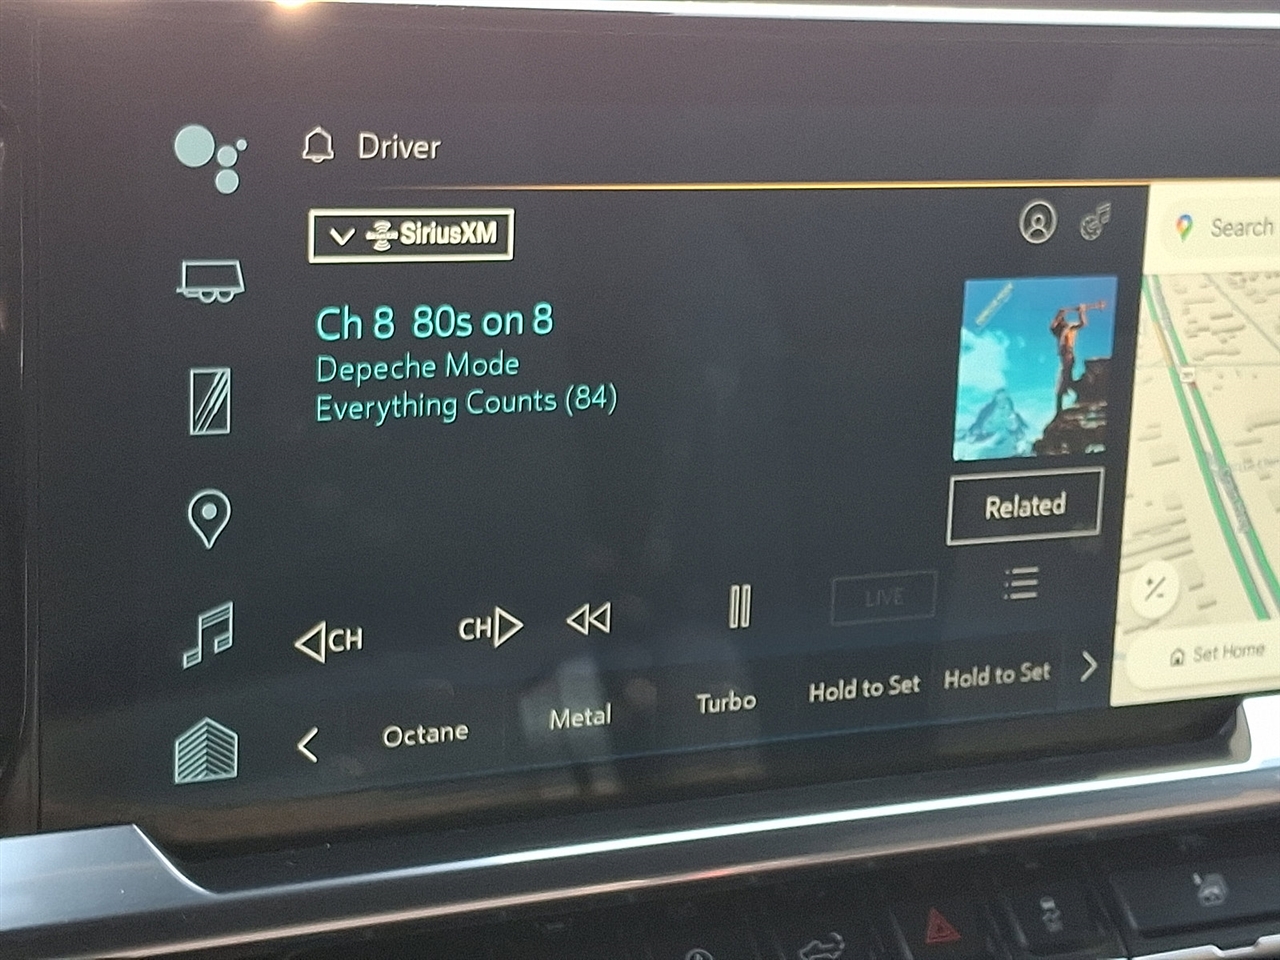 Driver
SiriusXM
Search
Ch 8 80s on 8
Depeche Mode
Everything Counts (84)
Related
LIVE
CH
CH
Set Home
Octane
Metal
Turbo
Hold to Set
Hold to Set